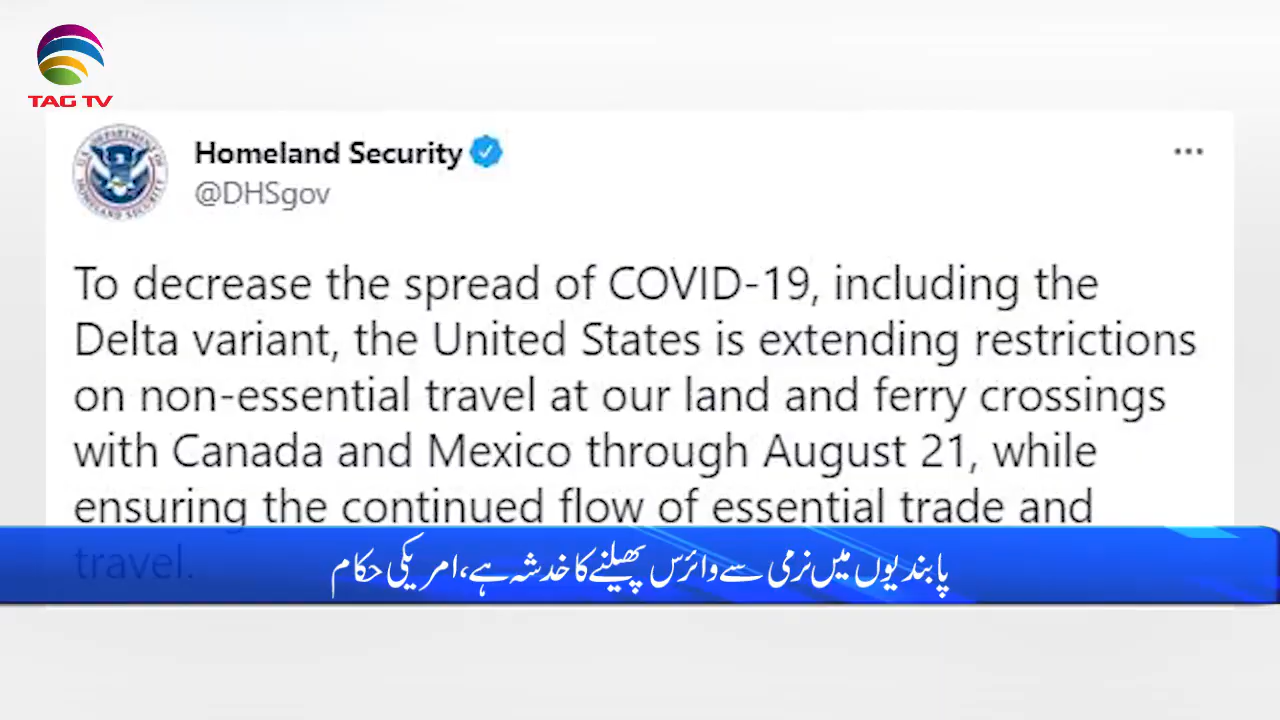 TAG TV
Homeland Security
@DHSgov
To decrease the spread of COVID-19, including the
Delta variant, the United States is extending restrictions
on non-essential travel at our land and ferry crossings
with Canada and Mexico through August 21, while
ensuring the continued flow of essential trade and
travel.
پابندیوں میں نرمی سے وائرس پھیلنے کا خدشہ ہے، امریکی حکام